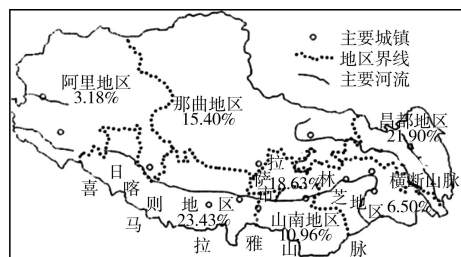 主要城镇
地区界线
主要河流
阿里地区
3.18%
那曲地区
15.40%
昌都地区
21.90%
拉萨市
18.63%
林芝地区
6.50%
横断山脉
日喀则地区
23.43%
山南地区
10.96%
喜马拉雅山脉